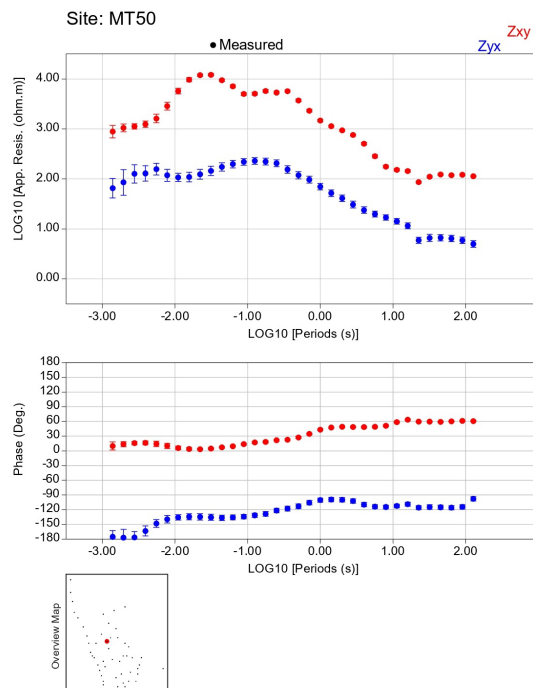 Site: MT50
Zxy
Measured
Zyx
LOG10 [App. Resis. (ohm.m)]
4.00
3.00
2.00
1.00
0.00
-3.00 -2.00 -1.00 0.00 1.00 2.00
LOG10 [Periods (s)]
Phase (Deg.)
180
150
120
90
60
30
0
-30
-60
-90
-120
-150
-180
-3.00 -2.00 -1.00 0.00 1.00 2.00
LOG10 [Periods (s)]
Overview Map